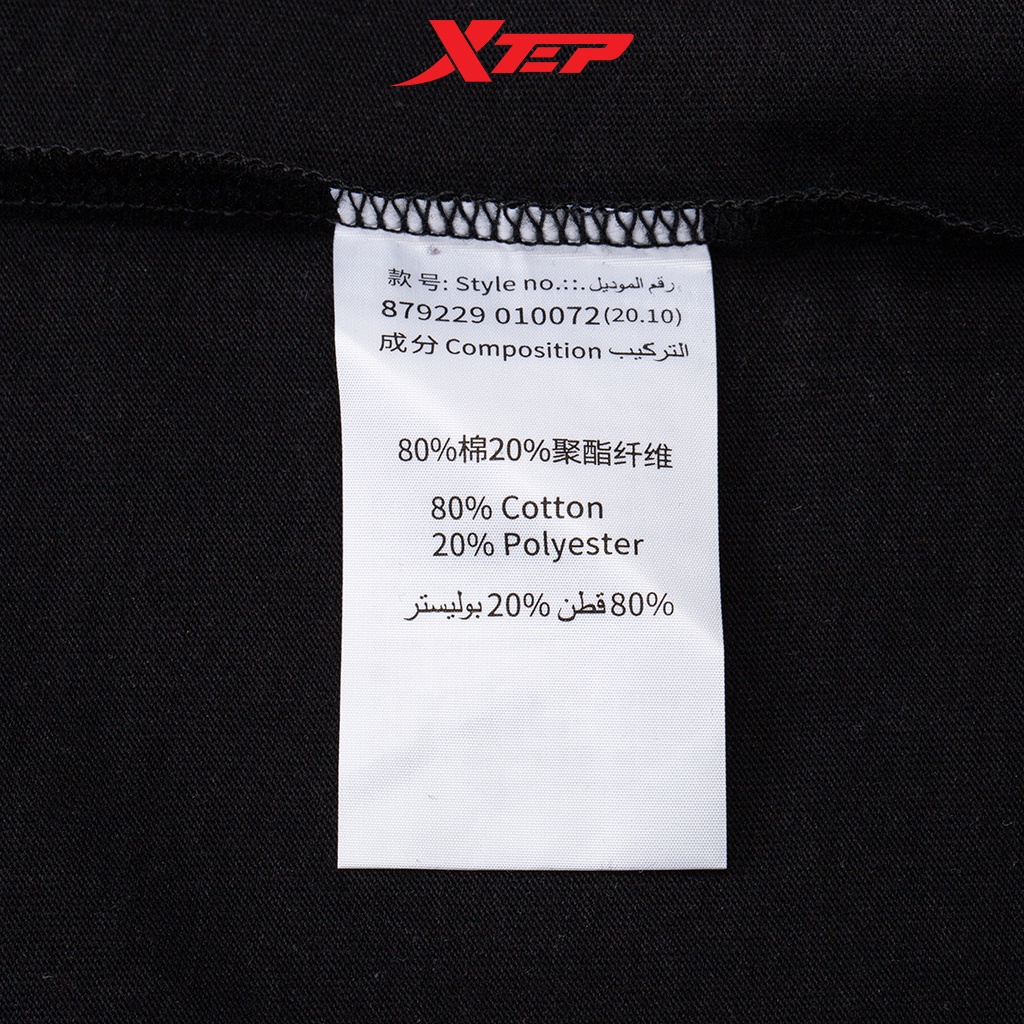 XTEP
款号: Style no.::. رقم الموديل
879229 010072(20.10)
成分 Composition التركيب
80%棉20%聚酯纤维
80% Cotton
20% Polyester
80% قطن 20% بوليستر